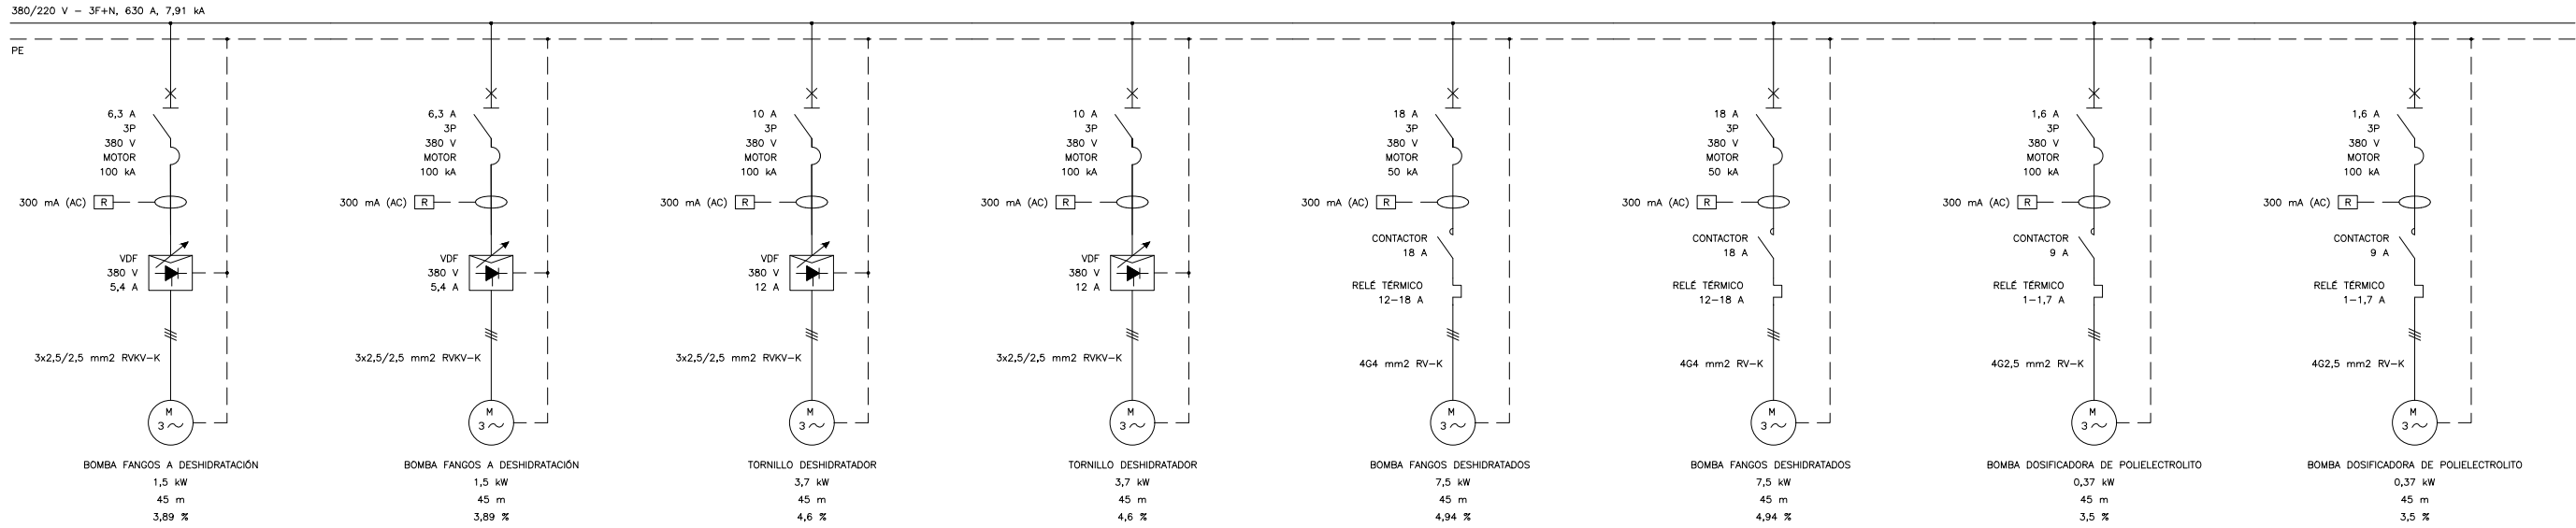 380/220 V – 3F+N, 630 A, 7,91 kA
PE
6,3 A
3P
380 V
MOTOR
100 kA
300 mA (AC) R
VDF
380 V
5,4 A
3x2,5/2,5 mm2 RVKV–K
M
3
BOMBA FANGOS A DESHIDRATACIÓN
1,5 kW
45 m
3,89 %
6,3 A
3P
380 V
MOTOR
100 kA
300 mA (AC) R
VDF
380 V
5,4 A
3x2,5/2,5 mm2 RVKV–K
M
3
BOMBA FANGOS A DESHIDRATACIÓN
1,5 kW
45 m
3,89 %
10 A
3P
380 V
MOTOR
100 kA
300 mA (AC) R
VDF
380 V
12 A
3x2,5/2,5 mm2 RVKV–K
M
3
TORNILLO DESHIDRATADOR
3,7 kW
45 m
4,6 %
10 A
3P
380 V
MOTOR
100 kA
300 mA (AC) R
VDF
380 V
12 A
3x2,5/2,5 mm2 RVKV–K
M
3
TORNILLO DESHIDRATADOR
3,7 kW
45 m
4,6 %
18 A
3P
380 V
MOTOR
50 kA
300 mA (AC) R
CONTACTOR
18 A
RELÉ TÉRMICO
12–18 A
4G4 mm2 RV–K
M
3
BOMBA FANGOS DESHIDRATADOS
7,5 kW
45 m
4,94 %
18 A
3P
380 V
MOTOR
50 kA
300 mA (AC) R
CONTACTOR
18 A
RELÉ TÉRMICO
12–18 A
4G4 mm2 RV–K
M
3
BOMBA FANGOS DESHIDRATADOS
7,5 kW
45 m
4,94 %
1,6 A
3P
380 V
MOTOR
100 kA
300 mA (AC) R
CONTACTOR
9 A
RELÉ TÉRMICO
1–1,7 A
4G2,5 mm2 RV–K
M
3
BOMBA DOSIFICADORA DE POLIELECTROLITO
0,37 kW
45 m
3,5 %
1,6 A
3P
380 V
MOTOR
100 kA
300 mA (AC) R
CONTACTOR
9 A
RELÉ TÉRMICO
1–1,7 A
4G2,5 mm2 RV–K
M
3
BOMBA DOSIFICADORA DE POLIELECTROLITO
0,37 kW
45 m
3,5 %